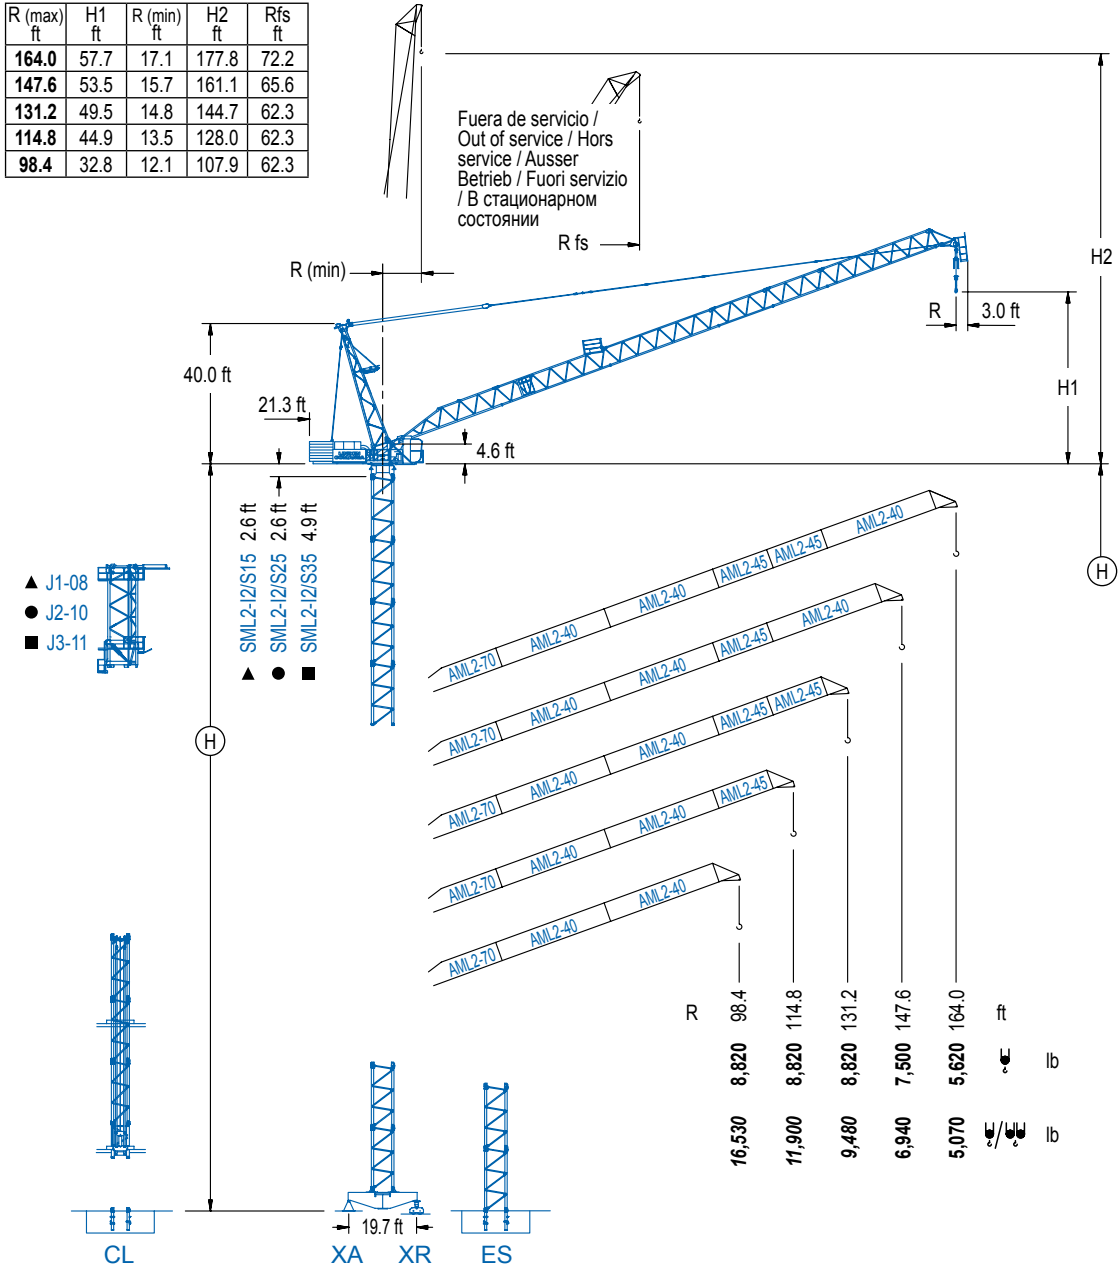 R (max) ft H1 ft R (min) ft H2 ft Rfs ft
164.0 57.7 17.1 177.8 72.2
147.6 53.5 15.7 161.1 65.6
131.2 49.5 14.8 144.7 62.3
114.8 44.9 13.5 128.0 62.3
98.4 32.8 12.1 107.9 62.3
Fuera de servicio /
Out of service / Hors
service / Ausser
Betrieb / Fuori servizio
/ В стационарном
состоянии
R fs
R (min)
H2
R 3.0 ft
40.0 ft
H1
21.3 ft
4.6 ft
H
▲ J1-08
● J2-10
■ J3-11
▲ SML2-I2/S15 2.6 ft
● SML2-I2/S25 2.6 ft
■ SML2-I2/S35 4.9 ft
H
AML2-70 AML2-40 AML2-40 AML2-45 AML2-45 AML2-40
AML2-70 AML2-40 AML2-40 AML2-45 AML2-40
AML2-70 AML2-40 AML2-40 AML2-45 AML2-45
AML2-70 AML2-40 AML2-40 AML2-45
AML2-70 AML2-40 AML2-40
R 98.4 114.8 131.2 147.6 164.0 ft
8,820 8,820 8,820 7,500 5,620 lb
16,530 11,900 9,480 6,940 5,070 / lb
19.7 ft
CL XA XR ES